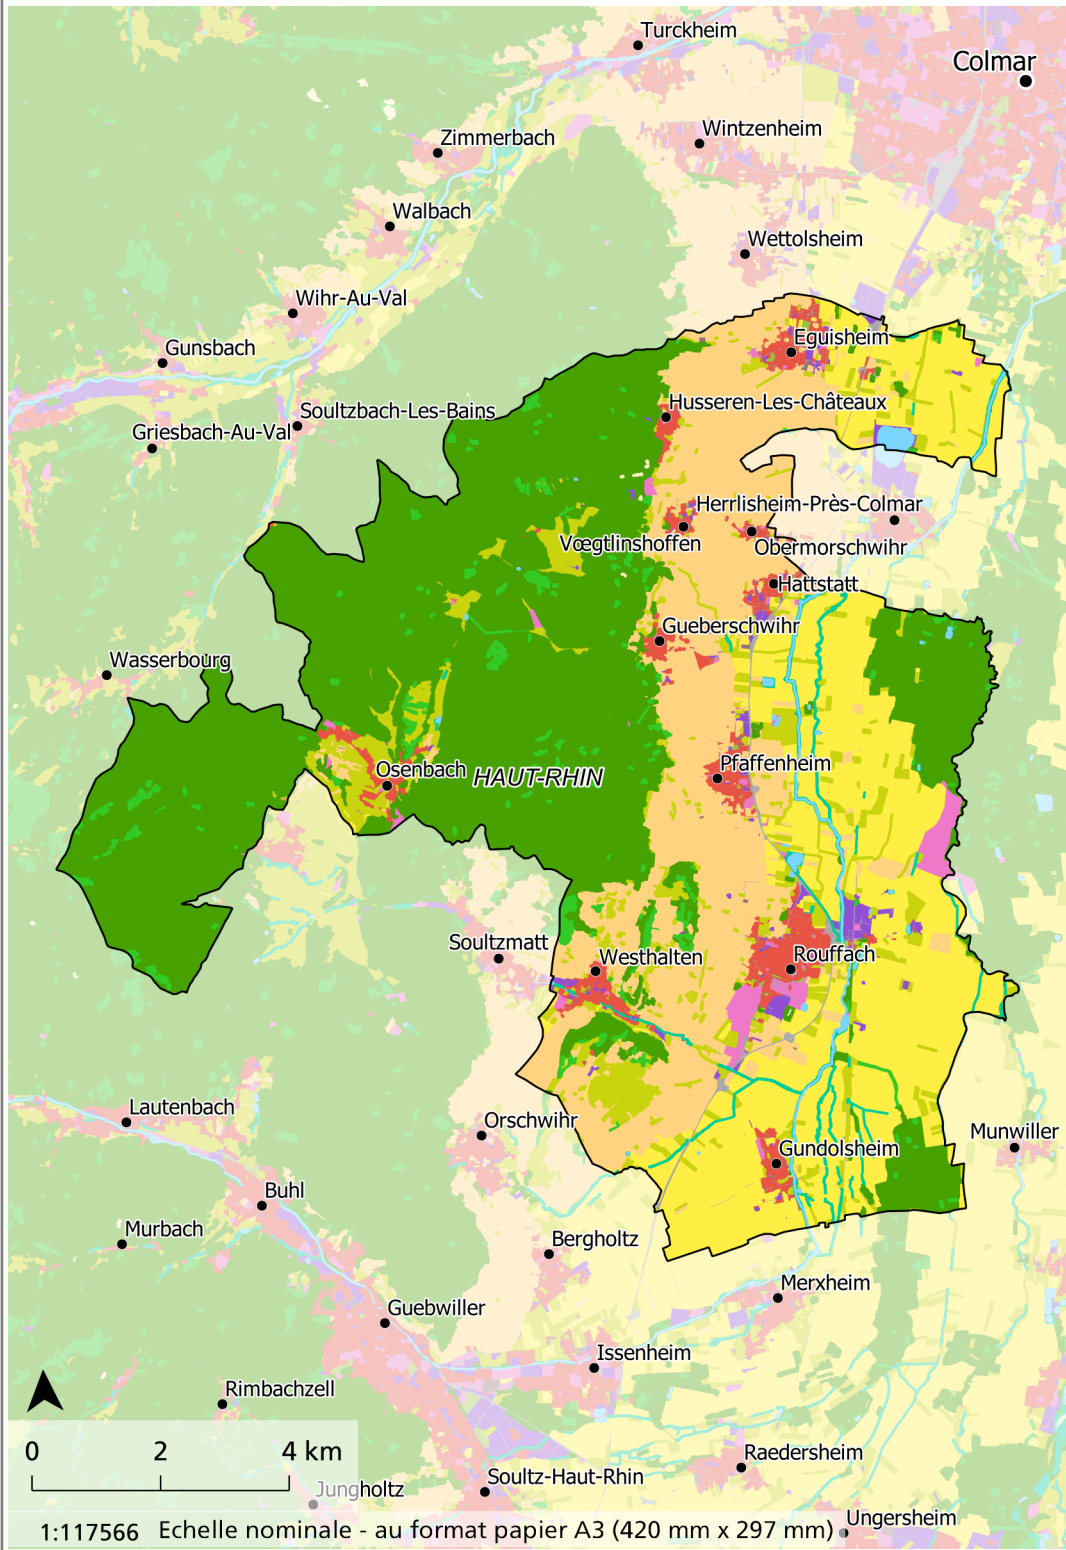 Turckheim
Colmar
Wintzenheim
Zimmerbach
Walbach
Wettolsheim
Wihr-Au-Val
Eguisheim
Gunsbach
Husseren-Les-Châteaux
Soultzbach-Les-Bains
Griesbach-Au-Val
Herrlisheim-Près-Colmar
Vœgtlinshoffen
Obermorschwihr
Hattstatt
Gueberschwihr
Wasserbourg
Pfaffenheim
Osenbach
HAUT-RHIN
Soultzmatt
Westhalten
Rouffach
Lautenbach
Orschwihr
Munwiller
Gundolsheim
Buhl
Murbach
Bergholtz
Merxheim
Guebwiller
Issenheim
Rimbachzell
0 2 4 km
Raedersheim
Soultz-Haut-Rhin
Jungholtz
Ungersheim
1:117566 Echelle nominale - au format papier A3 (420 mm x 297 mm)